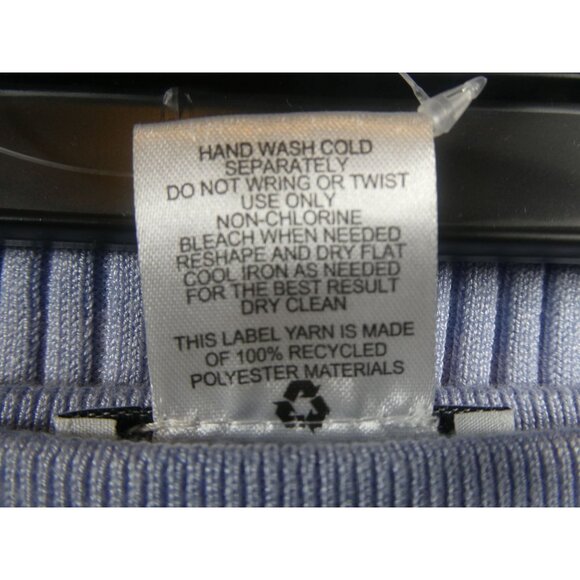 HAND WASH COLD
SEPARATELY
DO NOT WRING OR TWIST
USE ONLY
NON-CHLORINE
BLEACH WHEN NEEDED
RESHAPE AND DRY FLAT
COOL IRON AS NEEDED
FOR THE BEST RESULT
DRY CLEAN
THIS LABEL YARN IS MADE
OF 100% RECYCLED
POLYESTER MATERIALS